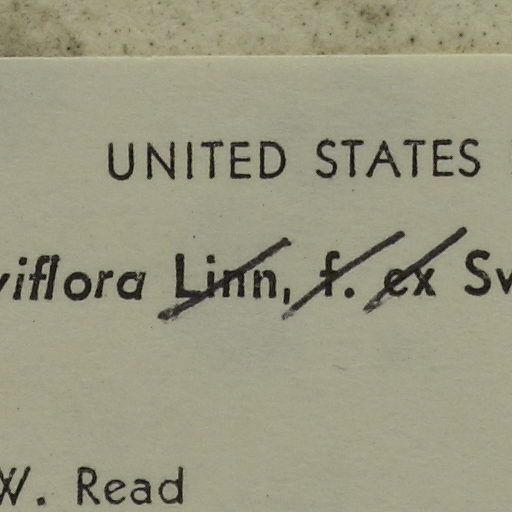 UNITED STATES
viflora Linn, f. ex Sw
W. Read